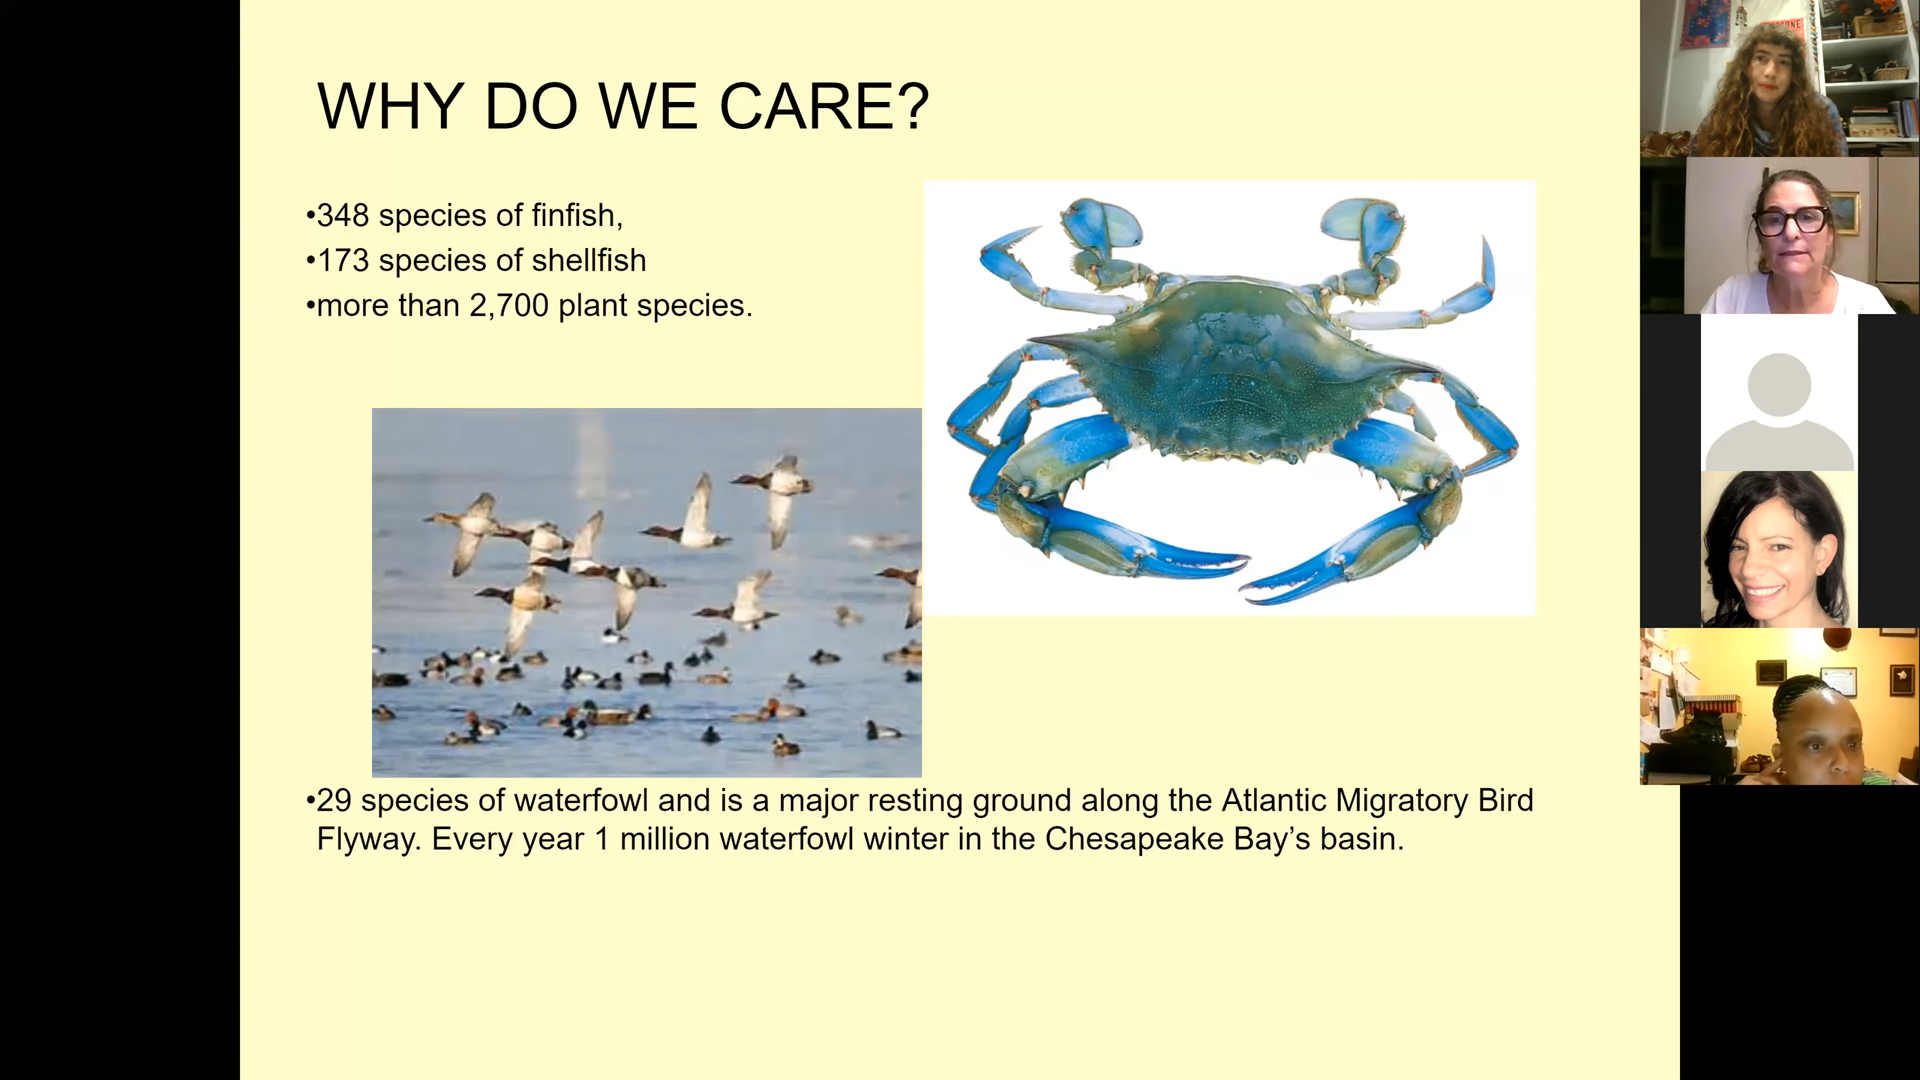 WHY DO WE CARE?
•348 species of finfish,
•173 species of shellfish
•more than 2,700 plant species.
•29 species of waterfowl and is a major resting ground along the Atlantic Migratory Bird
Flyway. Every year 1 million waterfowl winter in the Chesapeake Bay’s basin.